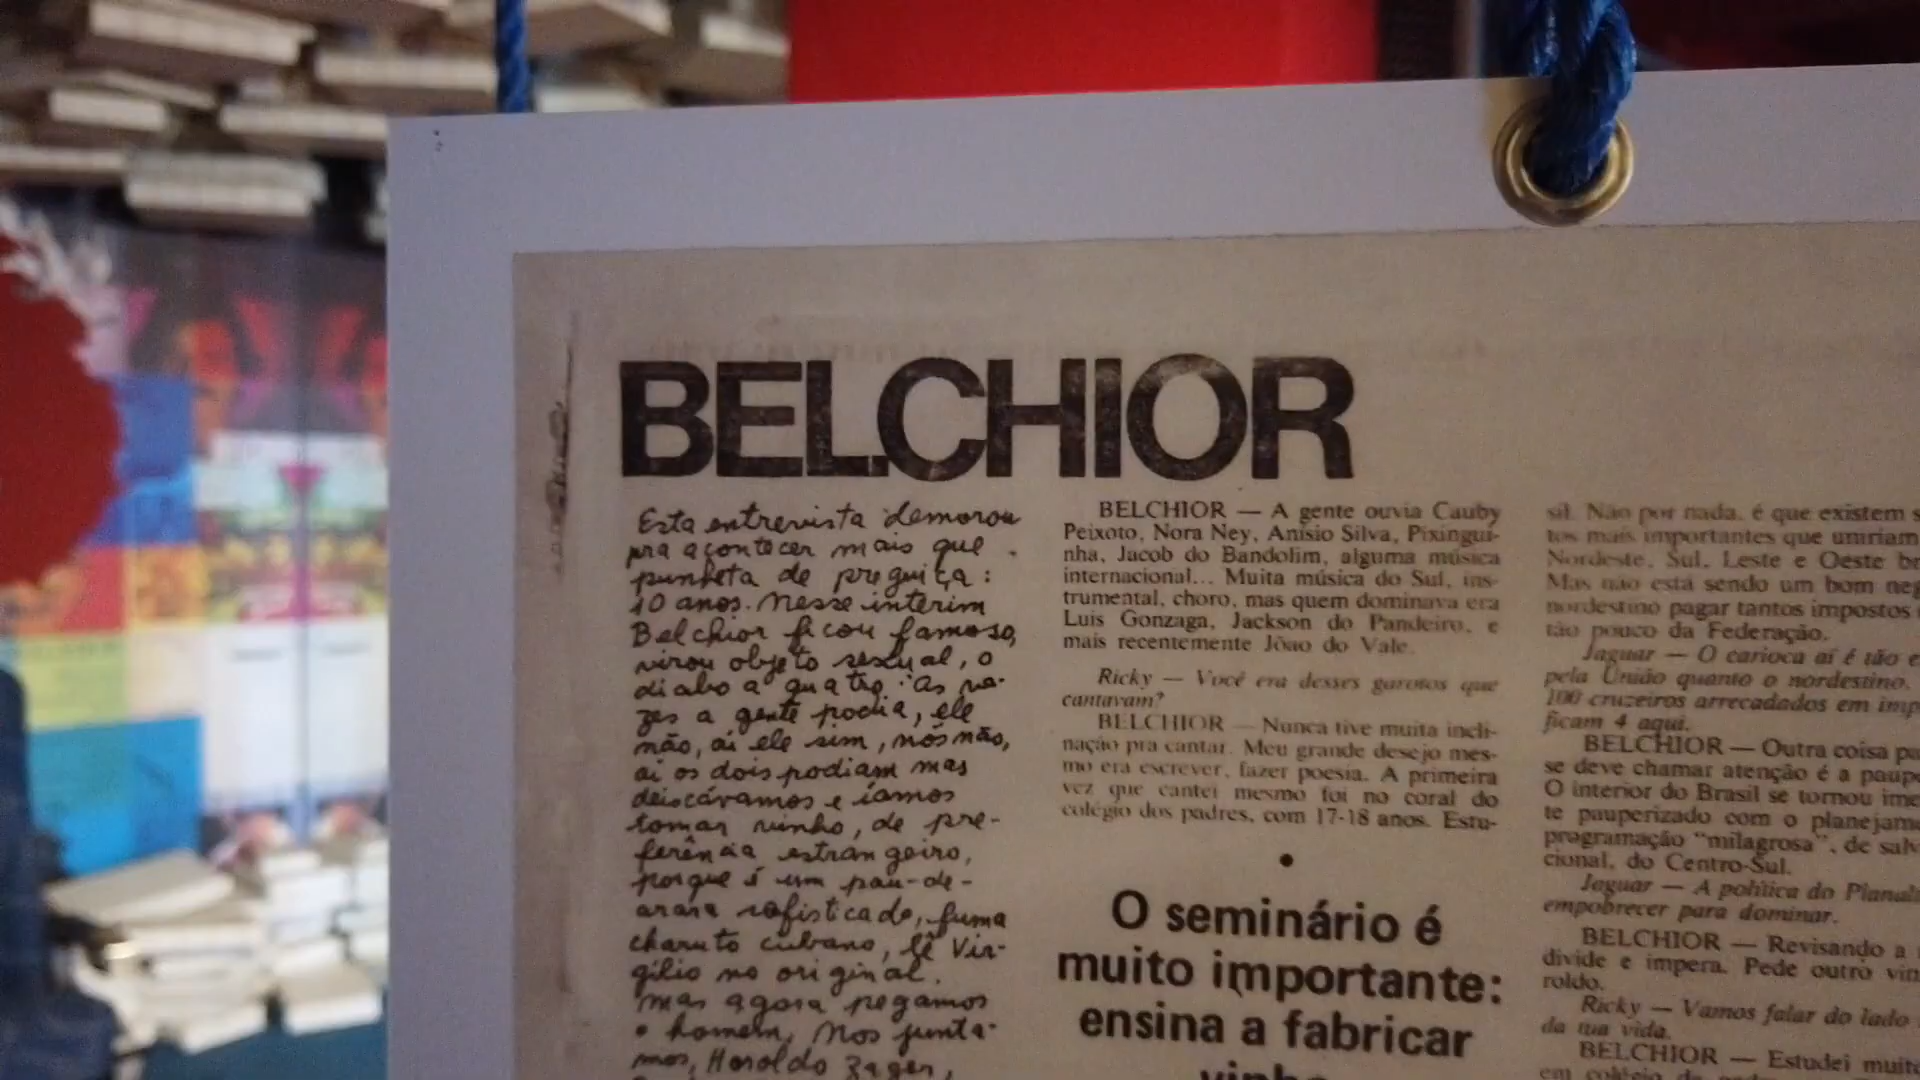 BELCHIOR
Esta entrevista demorou
pra acontecer mais que
punheta de preguiça:
10 anos. Nesse interim
Belchior ficou famoso,
virou objeto sexual, o
diabo a quatro. As ve-
zes a gente podia, ele
não, aí ele sim, nós não,
aí os dois podiam mas
deiscávamos e íamos
tomar vinho, de pre-
ferência estrangeiro,
porque é um pau-de-
arara sofisticado, fuma
charuto cubano, lê Vir-
gílio no original.
Mas agora pegamos
o homem. Nos junta-
mos, Haroldo Zager,
BELCHIOR — A gente ouvia Cauby
Peixoto, Nora Ney, Anísio Silva, Pixingui-
nha, Jacob do Bandolim, alguma música
internacional... Muita música do Sul, ins-
trumental, choro, mas quem dominava era
Luis Gonzaga, Jackson do Pandeiro, e
mais recentemente Jõao do Vale.
Ricky — Você era desses garotos que
cantavam?
BELCHIOR — Nunca tive muita incli-
nação pra cantar. Meu grande desejo mes-
mo era escrever, fazer poesia. A primeira
vez que cantei mesmo foi no coral do
colégio dos padres, com 17-18 anos. Estu-
O seminário é
muito importante:
ensina a fabricar
vinho
sil. Não por nada, é que existem
tos mais importantes que uniriam
Nordeste, Sul, Leste e Oeste
Mas não está sendo um bom
nordestino pagar tantos impostos
tão pouco da Federação.
Jaguar — O carioca aí é tão
pela União quanto o nordestino.
100 cruzeiros arrecadados em
ficam 4 aqui.
BELCHIOR — Outra coisa
se deve chamar atenção é a
O interior do Brasil se tornou
te pauperizado com o
programação "milagrosa", de
cional, do Centro-Sul.
Jaguar — A política do
empobrecer para dominar.
BELCHIOR — Revisando a
divide e impera. Pede outro
roldo.
Ricky — Vamos falar do lado
da tua vida.
BELCHIOR — Estudei
em colégio de